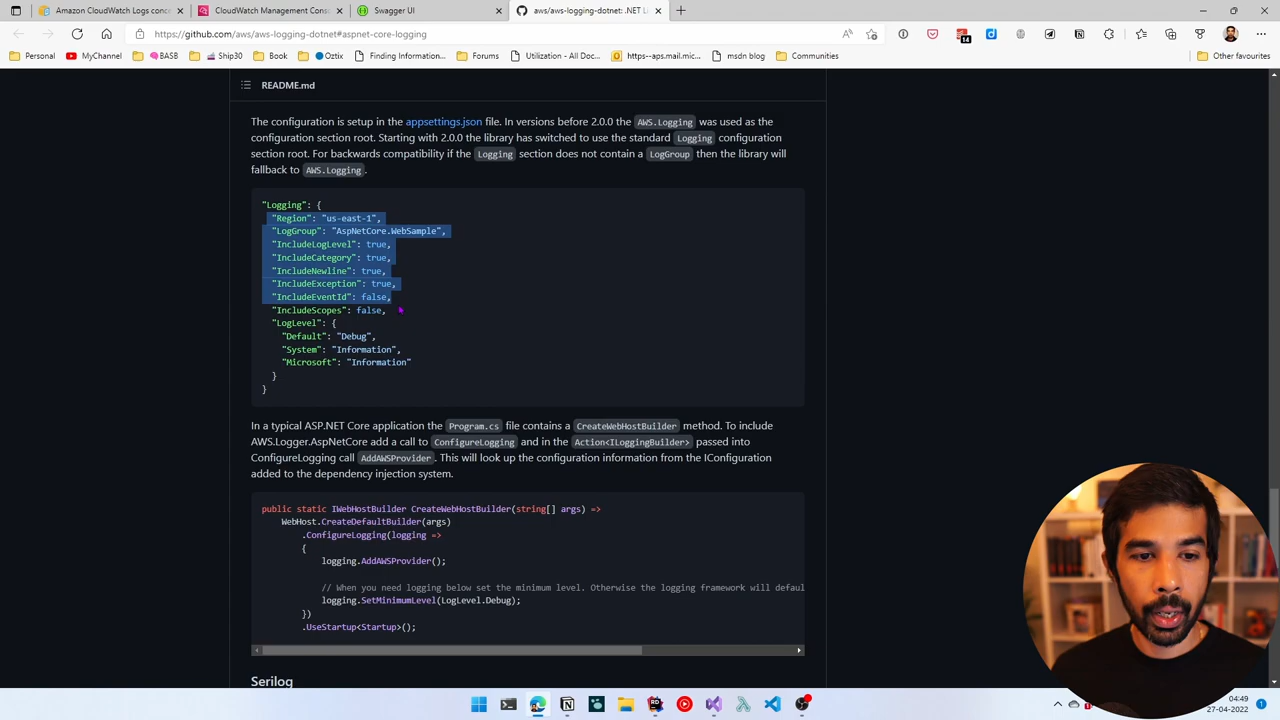 Amazon CloudWatch Logs conc
CloudWatch Management Cons
Swagger UI
aws/aws-logging-dotnet: .NET Li
https://github.com/aws/aws-logging-dotnet#aspnet-core-logging
Personal
MyChannel
BASB
Ship30
Book
Oztix
Finding Information...
Forums
Utilization - All Doc...
https--aps.mail.mic...
msdn blog
Communities
Other favourites
README.md
The configuration is setup in the appsettings.json file. In versions before 2.0.0 the AWS.Logging was used as the
configuration section root. Starting with 2.0.0 the library has switched to use the standard Logging configuration
section root. For backwards compatibility if the Logging section does not contain a LogGroup then the library will
fallback to AWS.Logging.
"Logging": {
"Region": "us-east-1",
"LogGroup": "AspNetCore.WebSample",
"IncludeLogLevel": true,
"IncludeCategory": true,
"IncludeNewline": true,
"IncludeException": true,
"IncludeEventId": false,
"IncludeScopes": false,
"LogLevel": {
"Default": "Debug",
"System": "Information",
"Microsoft": "Information"
}
}
In a typical ASP.NET Core application the Program.cs file contains a CreateWebHostBuilder method. To include
AWS.Logger.AspNetCore add a call to ConfigureLogging and in the Action<ILoggingBuilder> passed into
ConfigureLogging call AddAWSProvider. This will look up the configuration information from the IConfiguration
added to the dependency injection system.
public static IWebHostBuilder CreateWebHostBuilder(string[] args) =>
WebHost.CreateDefaultBuilder(args)
.ConfigureLogging(logging =>
{
logging.AddAWSProvider();
// When you need logging below set the minimum level. Otherwise the logging framework will defaul
logging.SetMinimumLevel(LogLevel.Debug);
})
.UseStartup<Startup>();
Serilog
04:49
27-04-2022